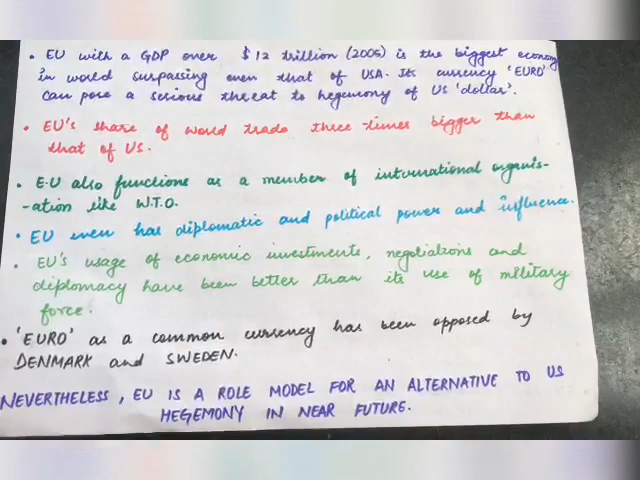 • EU with a GDP over $12 trillion (2005) is the biggest economy
in world surpassing even that of USA. Its currency 'EURO'
can pose a serious threat to hegemony of US 'dollar'.
• EU's share of world trade three times bigger than
that of US.
• E.U also functions as a member of international organis-
-ation like W.T.O.
• EU even has diplomatic and political power and influence.
• EU's usage of economic investments, negotiations and
diplomacy have been better than its use of military
force.
• 'EURO' as a common currency has been opposed by
DENMARK and SWEDEN.
NEVERTHELESS, EU IS A ROLE MODEL FOR AN ALTERNATIVE TO US
HEGEMONY IN NEAR FUTURE.